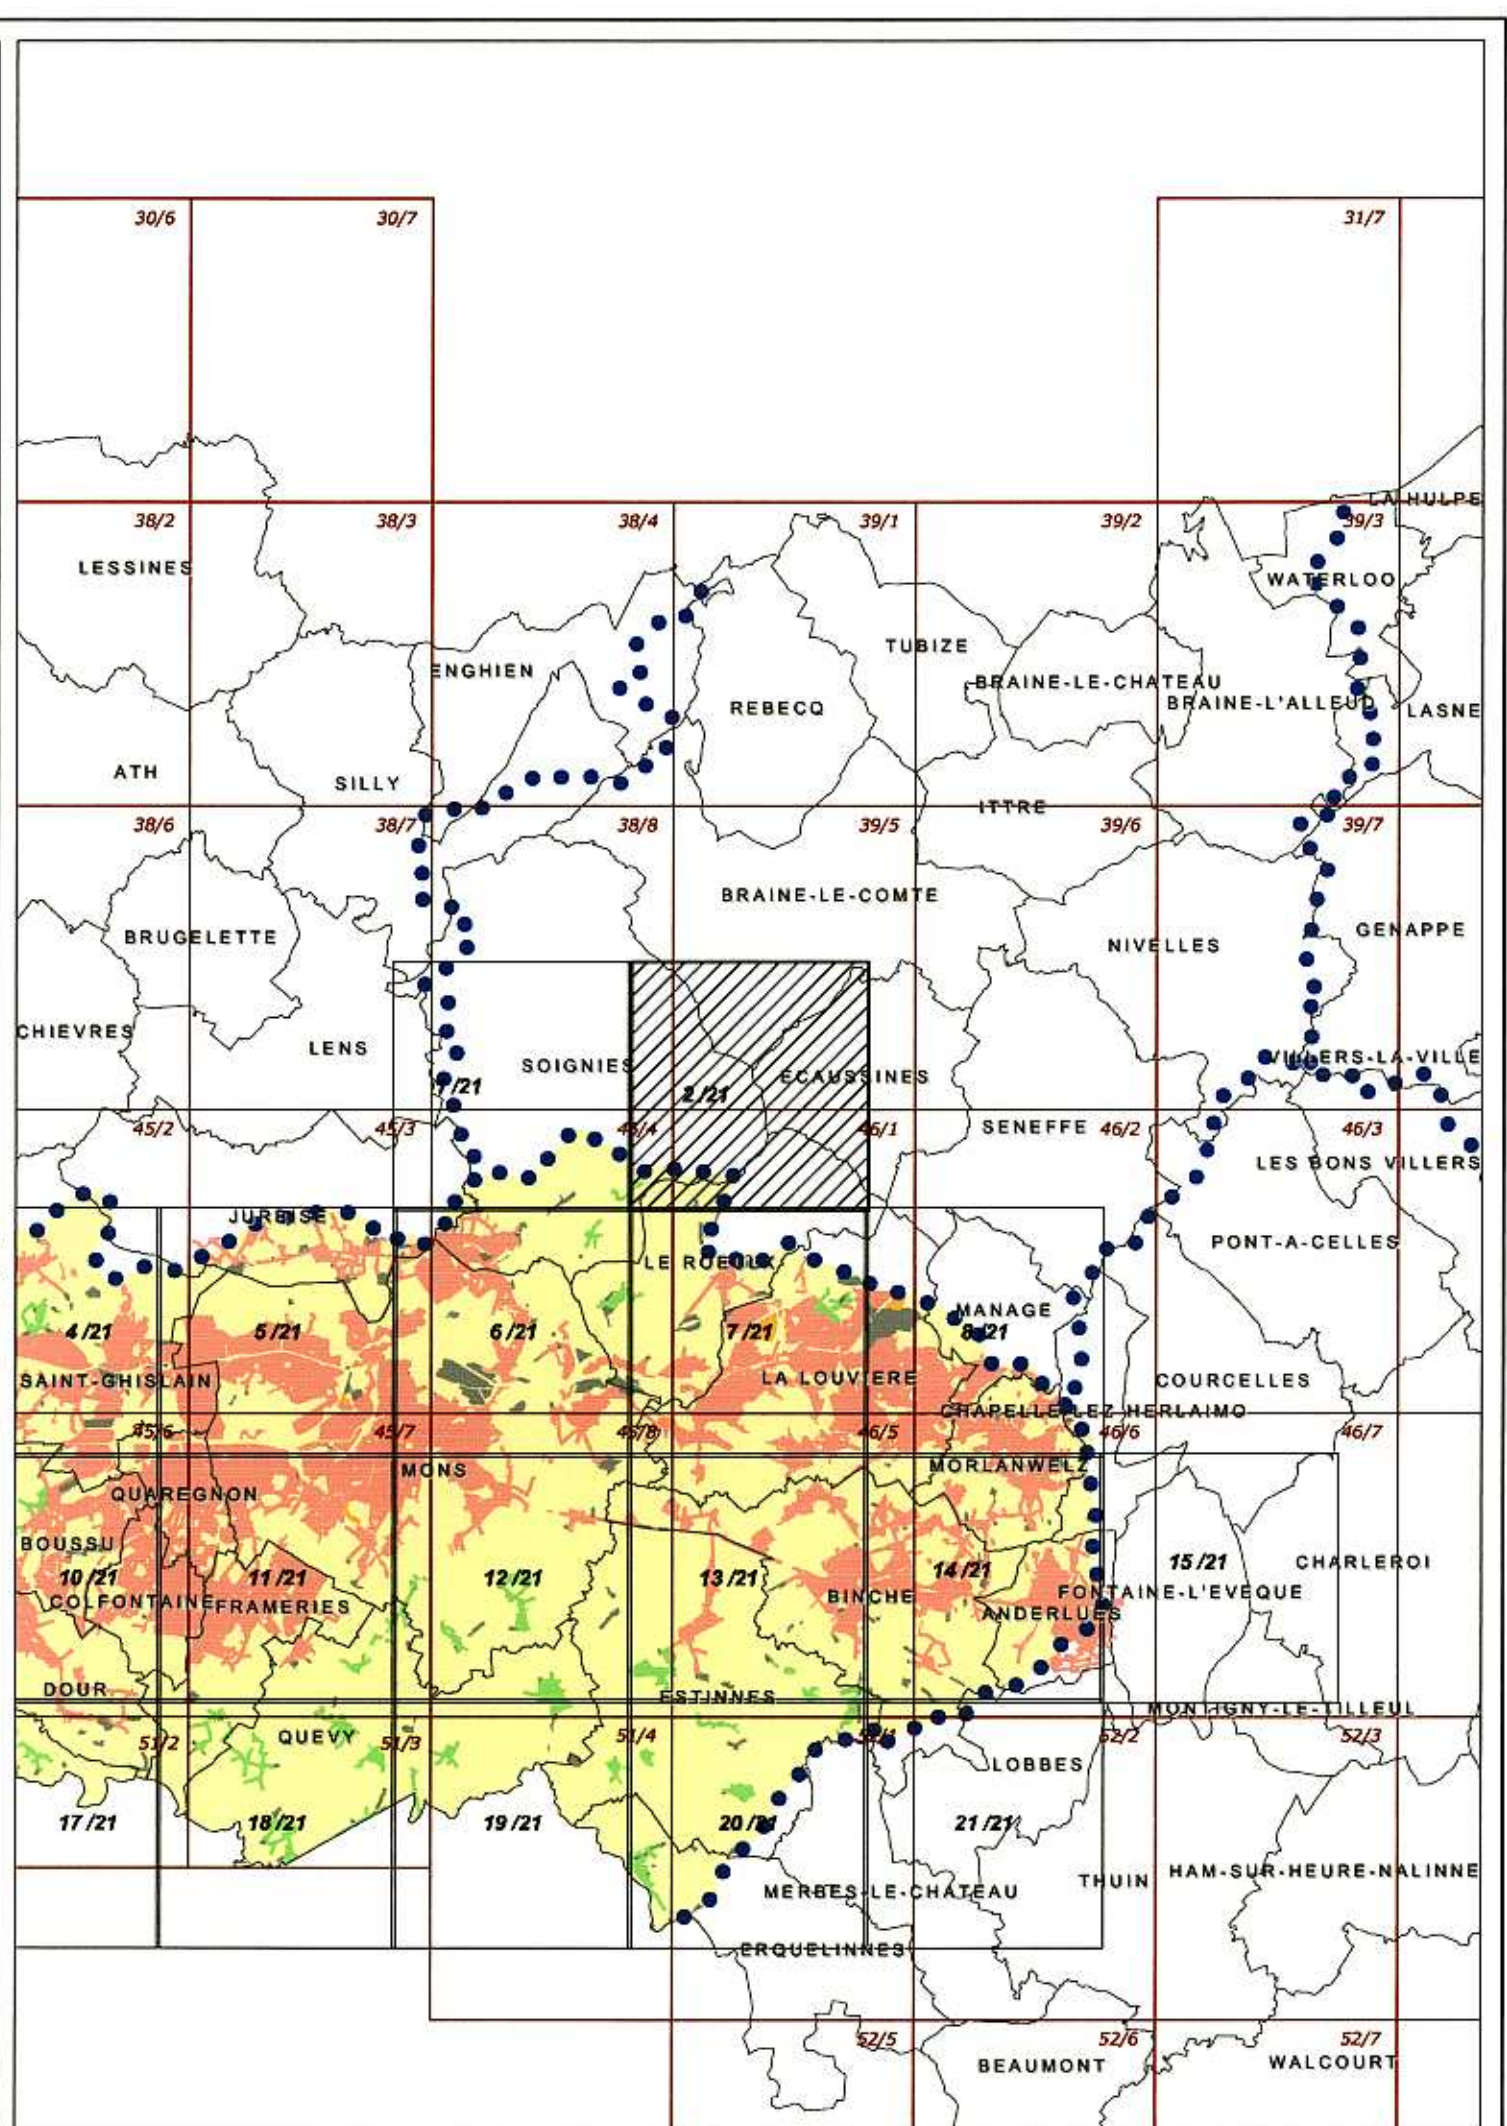 30/6
30/7
31/7
LA HULPE
38/2
38/3
38/4
39/1
39/2
39/3
LESSINES
WATERLOO
TUBIZE
ENGHIEN
BRAINE-LE-CHATEAU
BRAINE-L'ALLEUD
REBECQ
LASNE
ATH
SILLY
ITTRE
38/6
38/7
38/8
39/5
39/6
39/7
BRAINE-LE-COMTE
BRUGELETTE
NIVELLES
GENAPPE
CHIEVRES
LENS
SOIGNIES
ECAUSSINES
VILLERS-LA-VILLE
1/21
2/21
45/2
45/3
45/4
46/1
SENEFFE
46/2
46/3
LES BONS VILLERS
JURBISE
PONT-A-CELLES
LE ROEULX
MANAGE
4/21
5/21
6/21
7/21
8/21
SAINT-GHISLAIN
LA LOUVIERE
COURCELLES
CHAPELLE-LEZ-HERLAIMO
45/6
45/7
45/8
46/5
46/6
46/7
MONS
MORLANWELZ
QUAREGNON
BOUSSU
10/21
11/21
12/21
13/21
14/21
15/21
CHARLEROI
COLFONTAINE
FRAMERIES
BINCHE
FONTAINE-L'EVEQUE
ANDERLUES
DOUR
ESTINNES
MONTIGNY-LE-TILLEUL
51/2
QUEVY
51/3
51/4
52/1
52/2
52/3
LOBBES
17/21
18/21
19/21
20/21
21/21
THUIN
HAM-SUR-HEURE-NALINNE
MERBES-LE-CHATEAU
ERQUELINNES
52/5
52/6
52/7
BEAUMONT
WALCOURT